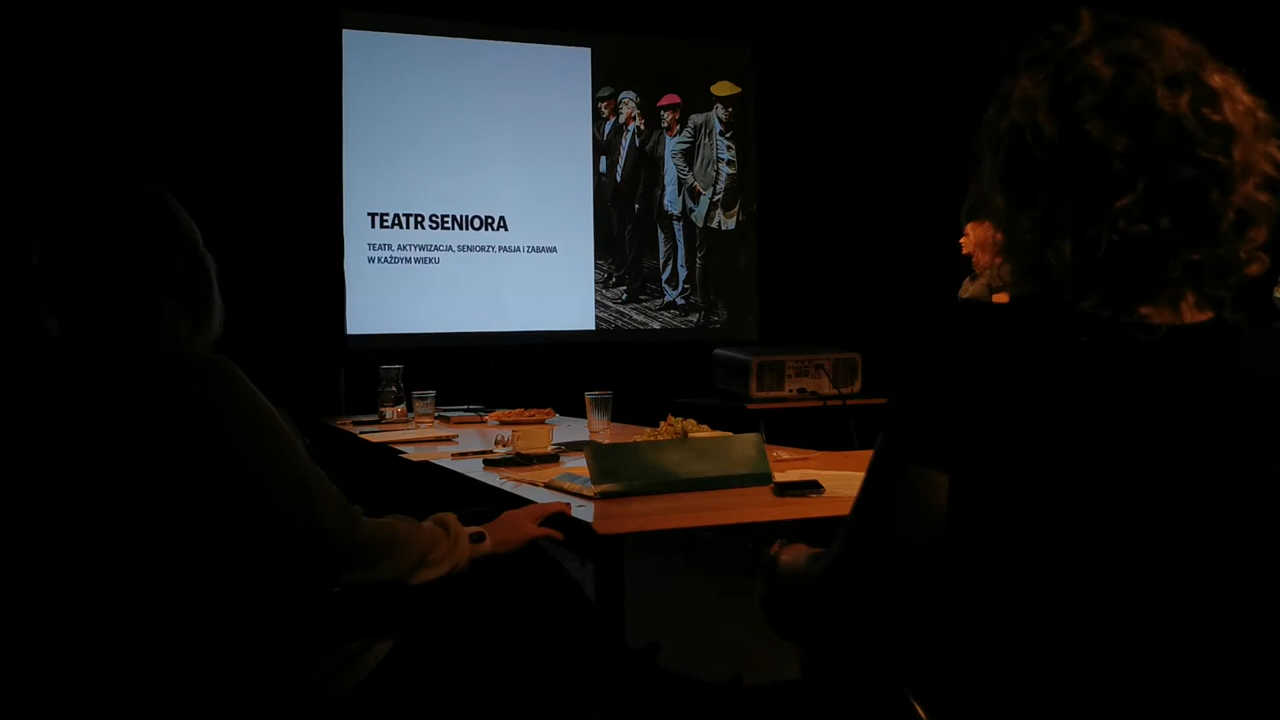 TEATR SENIORA
TEATR, AKTYWIZACJA, SENIORZY, PASJA I ZABAWA
W KAŻDYM WIEKU